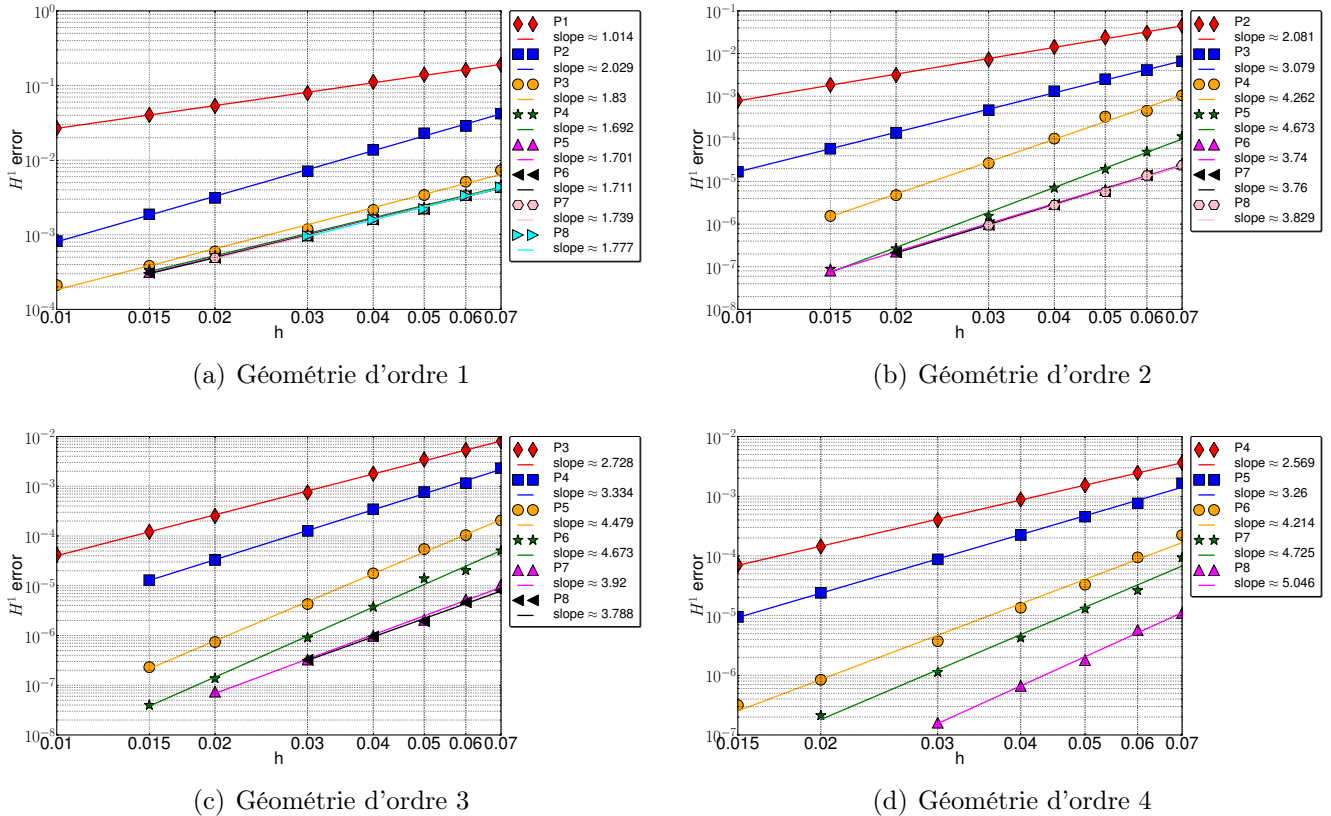 10^0
10^-1
10^-2
10^-3
10^-4
H^1 error
0.01 0.015 0.02 0.03 0.04 0.05 0.06 0.07
h
P1
slope ≈ 1.014
P2
slope ≈ 2.029
P3
slope ≈ 1.83
P4
slope ≈ 1.692
P5
slope ≈ 1.701
P6
slope ≈ 1.711
P7
slope ≈ 1.739
P8
slope ≈ 1.777
(a) Géométrie d'ordre 1
10^-1
10^-2
10^-3
10^-4
10^-5
10^-6
10^-7
10^-8
H^1 error
0.01 0.015 0.02 0.03 0.04 0.05 0.06 0.07
h
P2
slope ≈ 2.081
P3
slope ≈ 3.079
P4
slope ≈ 4.262
P5
slope ≈ 4.673
P6
slope ≈ 3.74
P7
slope ≈ 3.76
P8
slope ≈ 3.829
(b) Géométrie d'ordre 2
10^-2
10^-3
10^-4
10^-5
10^-6
10^-7
10^-8
H^1 error
0.01 0.015 0.02 0.03 0.04 0.05 0.06 0.07
h
P3
slope ≈ 2.728
P4
slope ≈ 3.334
P5
slope ≈ 4.479
P6
slope ≈ 4.673
P7
slope ≈ 3.92
P8
slope ≈ 3.788
(c) Géométrie d'ordre 3
10^-2
10^-3
10^-4
10^-5
10^-6
10^-7
H^1 error
0.015 0.02 0.03 0.04 0.05 0.06 0.07
h
P4
slope ≈ 2.569
P5
slope ≈ 3.26
P6
slope ≈ 4.214
P7
slope ≈ 4.725
P8
slope ≈ 5.046
(d) Géométrie d'ordre 4